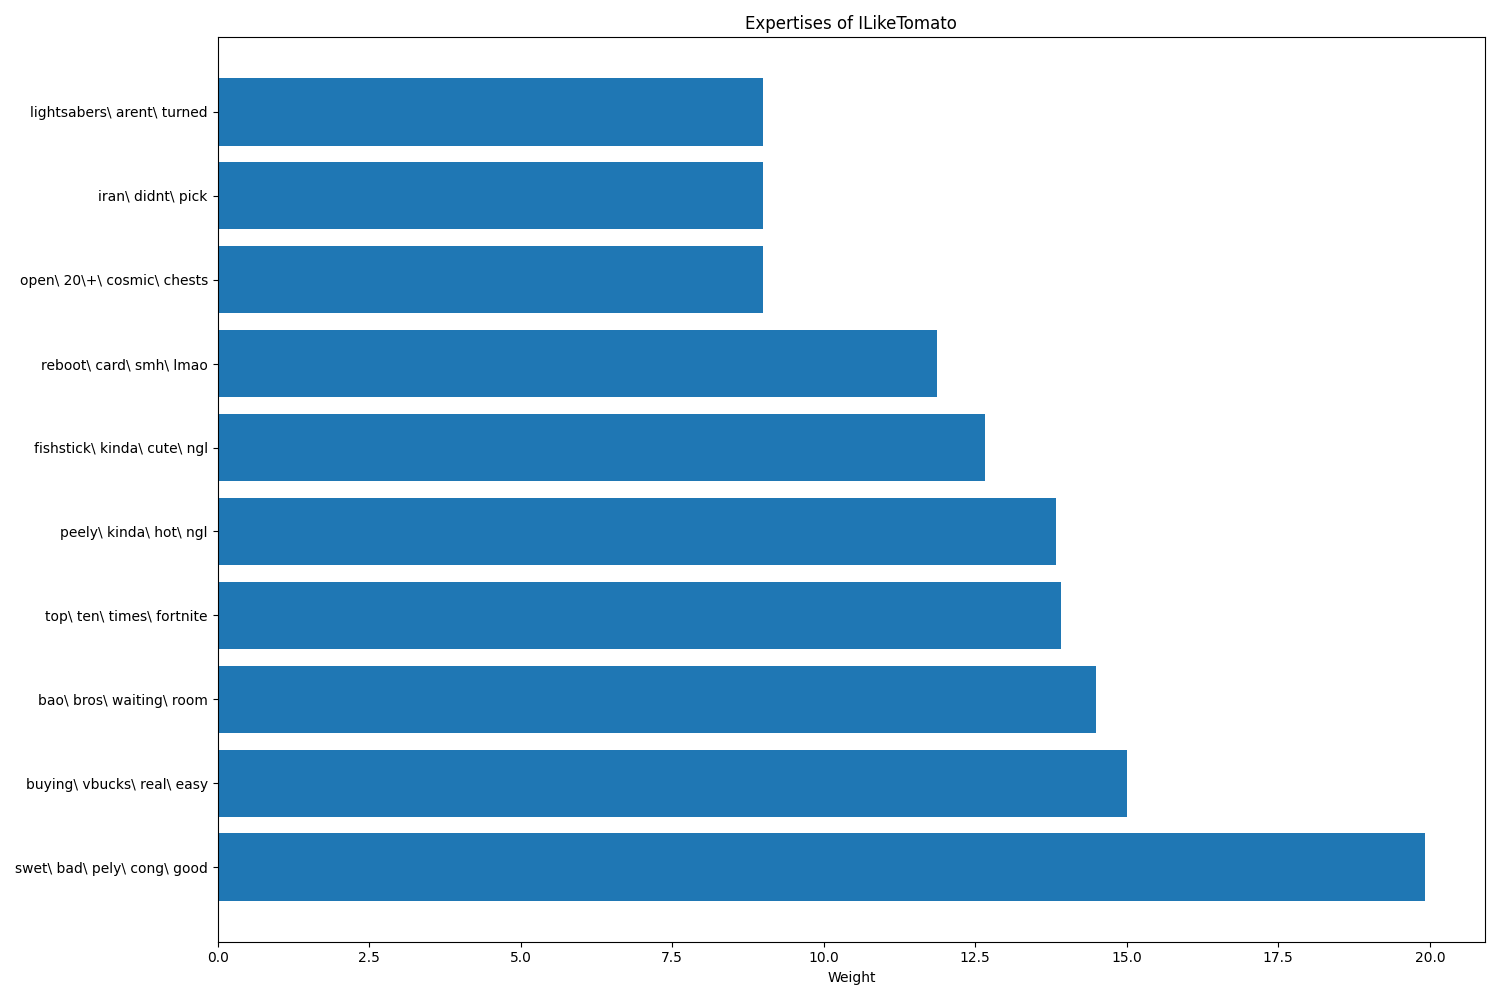 Expertises of ILikeTomato
lightsabers\ arent\ turned
iran\ didnt\ pick
open\ 20\+\ cosmic\ chests
reboot\ card\ smh\ lmao
fishstick\ kinda\ cute\ ngl
peely\ kinda\ hot\ ngl
top\ ten\ times\ fortnite
bao\ bros\ waiting\ room
buying\ vbucks\ real\ easy
swet\ bad\ pely\ cong\ good
0.0 2.5 5.0 7.5 10.0 12.5 15.0 17.5 20.0
Weight